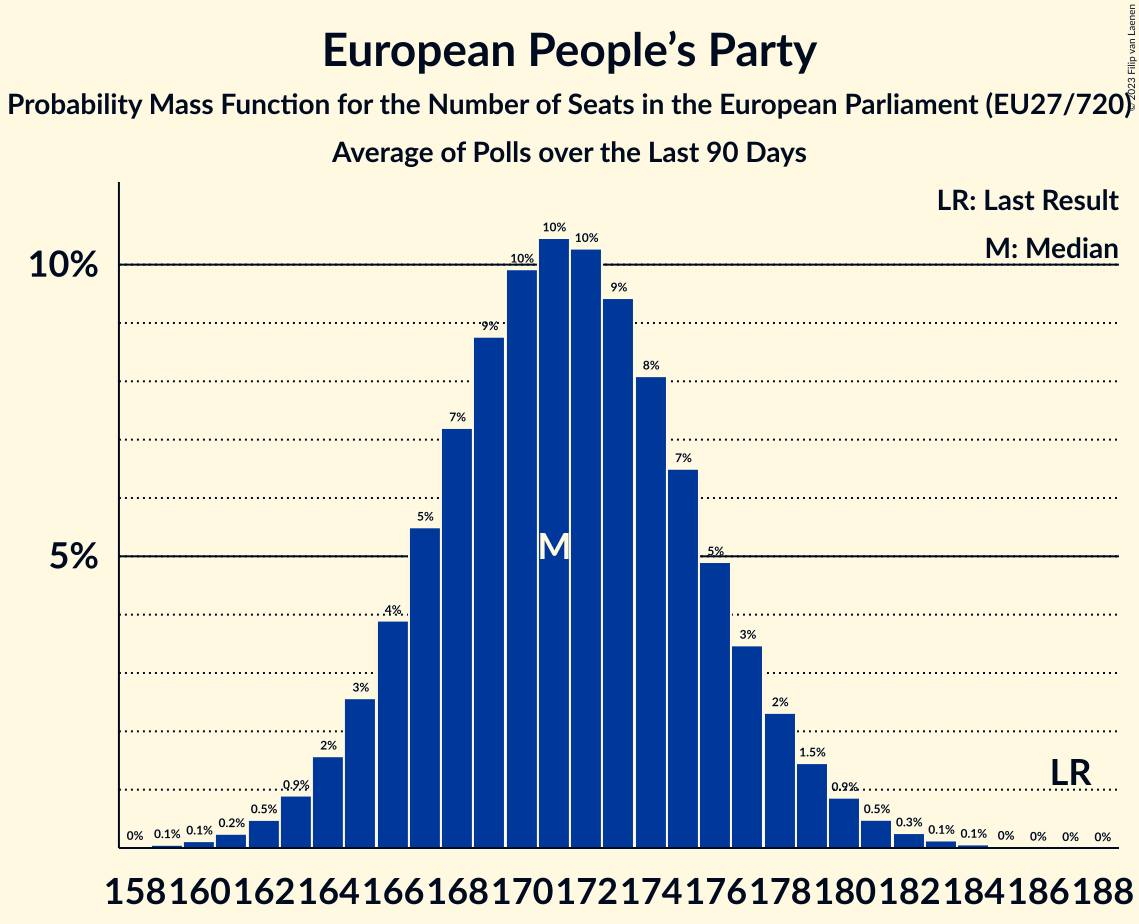 European People’s Party
Probability Mass Function for the Number of Seats in the European Parliament (EU27/720)
Average of Polls over the Last 90 Days
© 2023 Filip van Laenen
LR: Last Result
M: Median
10%
5%
0% 0.1% 0.1% 0.2% 0.5% 0.9% 2% 3% 4% 5% 7% 9% 10% 10% 10% 9% 8% 7% 5% 3% 2% 1.5% 0.9% 0.5% 0.3% 0.1% 0.1% 0% 0% 0% 0%
M
LR
158 160 162 164 166 168 170 172 174 176 178 180 182 184 186 188